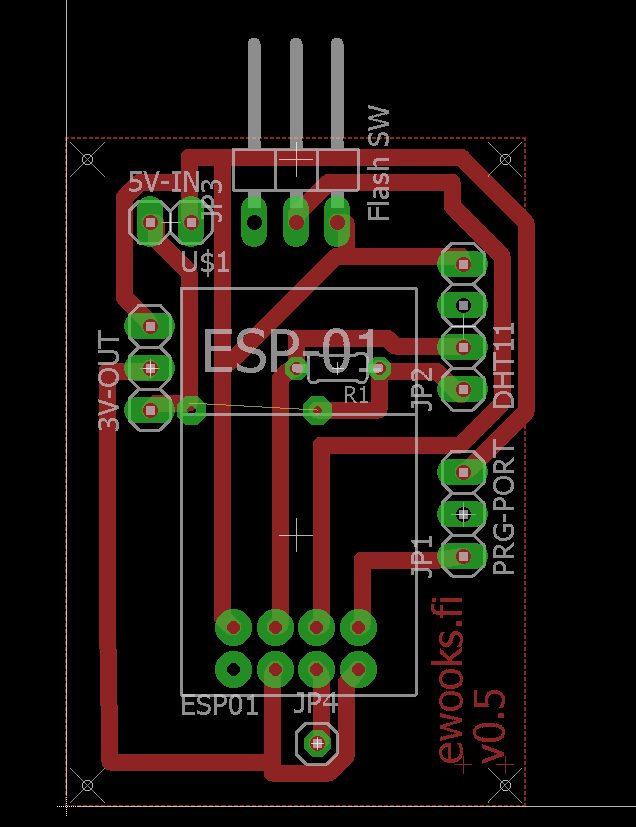 Flash SW
5V-IN
JP3
U$1
ESP 01
3V-OUT
R1
JP2
DHT11
JP1
PRG-PORT
ewooks.fi
v0.5
ESP01
JP4